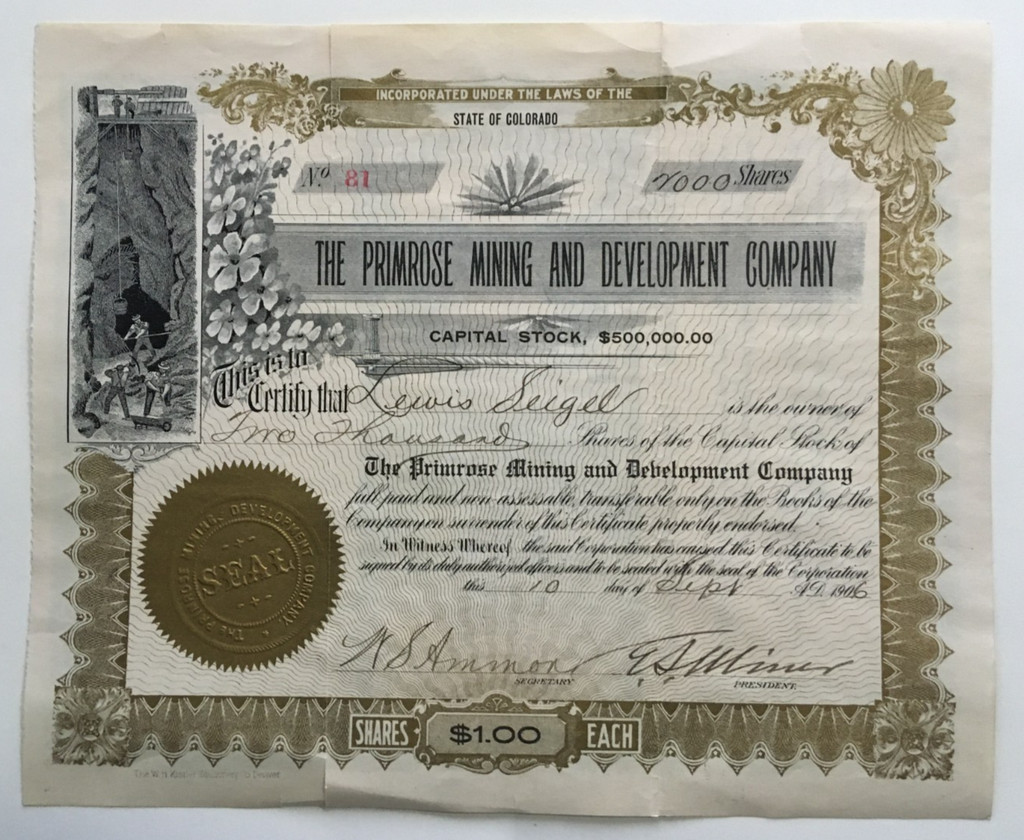 INCORPORATED UNDER THE LAWS OF THE
STATE OF COLORADO
No. 81
2000 Shares
THE PRIMROSE MINING AND DEVELOPMENT COMPANY
CAPITAL STOCK, $500,000.00
This is to
Certify that Lewis Seigel is the owner of
Two Thousand Shares of the Capital Stock of
The Primrose Mining and Development Company
full paid and non-assessable, transferable only on the Books of the
Company on surrender of this Certificate properly endorsed.
In Witness Whereof the said Corporation has caused this Certificate to be
signed by its duly authorized officers and to be sealed with the seal of the Corporation
this 10 day of Sept A.D. 1906
THE PRIMROSE MINING DEVELOPMENT COMPANY
SEAL
SECRETARY
PRESIDENT.
SHARES $1.00 EACH